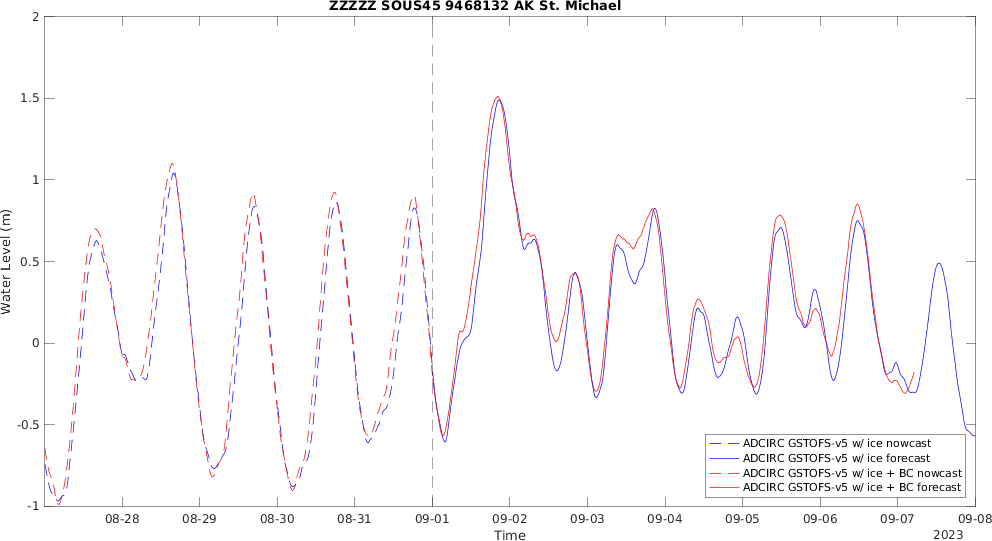 ZZZZZ SOUS45 9468132 AK St. Michael
2
1.5
1
0.5
0
-0.5
-1
Water Level (m)
08-28
08-29
08-30
08-31
09-01
09-02
09-03
09-04
09-05
09-06
09-07
09-08
Time
2023
ADCIRC GSTOFS-v5 w/ ice nowcast
ADCIRC GSTOFS-v5 w/ ice forecast
ADCIRC GSTOFS-v5 w/ ice + BC nowcast
ADCIRC GSTOFS-v5 w/ ice + BC forecast